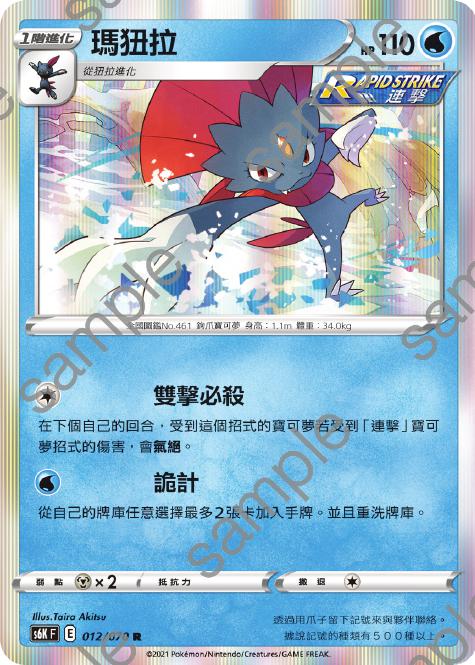 1階進化
瑪狃拉
HP 110
從狃拉進化
RAPID STRIKE
連擊
全國圖鑑No.461 鉤爪寶可夢 身高：1.1m 體重：34.0kg
雙擊必殺
在下個自己的回合，受到這個招式的寶可夢若受到「連擊」寶可
夢招式的傷害，會氣絕。
詭計
從自己的牌庫任意選擇最多2張卡加入手牌。並且重洗牌庫。
弱點 ×2 抵抗力 撤退
Illus.Taira Akitsu
s6K F E 012/070 R
透過用爪子留下記號來與夥伴聯絡。
據說記號的種類有５００種以上。
©2021 Pokémon/Nintendo/Creatures/GAME FREAK.
sample
sample
sample
sample
sample
sample